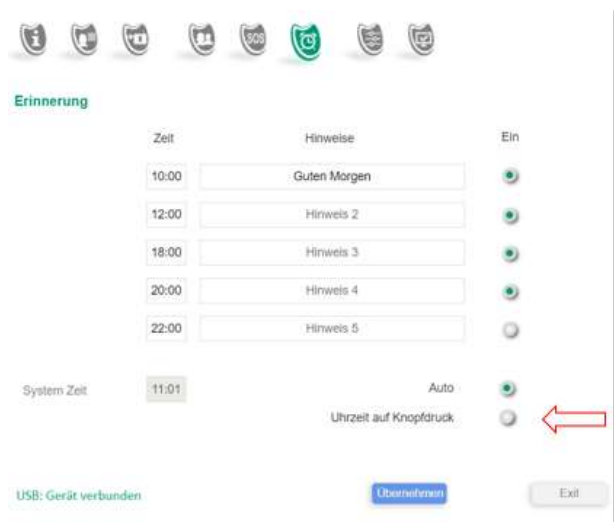 SOS
Erinnerung
Zeit Hinweise Ein
10:00 Guten Morgen
12:00 Hinweis 2
18:00 Hinweis 3
20:00 Hinweis 4
22:00 Hinweis 5
System Zeit 11:01 Auto
Uhrzeit auf Knopfdruck
USB: Gerät verbunden Übernehmen Exit